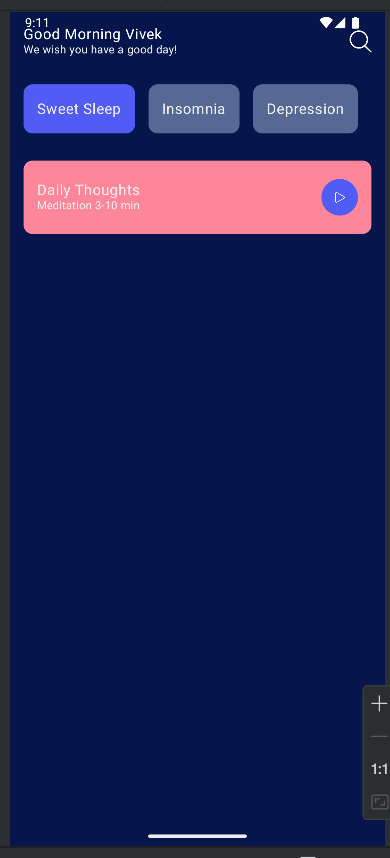 9:11
Good Morning Vivek
We wish you have a good day!
Sweet Sleep
Insomnia
Depression
Daily Thoughts
Meditation 3-10 min
1:1